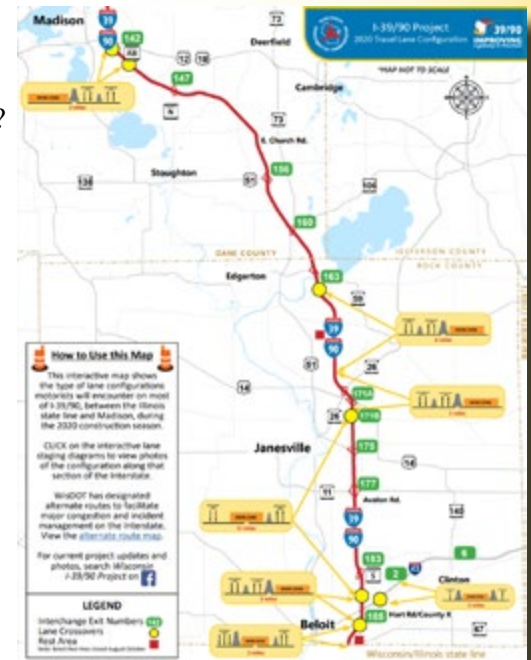 ?
Madison
39
90
142
AB
147
73
Deerfield
12
18
I-39/90 Project
2020 Travel Lane Configuration
39/90
IMPROVING
*MAP NOT TO SCALE
Cambridge
73
E. Church Rd.
Stoughton
51
156
138
106
160
DANE COUNTY
JEFFERSON COUNTY
ROCK COUNTY
Edgerton
163
59
39
90
51
26
14
171A
26
171B
Janesville
175
14
11
177
Avalon Rd.
39
90
140
183
S
43
2
6
Clinton
185
Hart Rd/County X
Beloit
67
Wisconsin/Illinois state line
How to Use this Map
This interactive map shows
the type of lane configurations
motorists will encounter on most
of I-39/90, between the Illinois
state line and Madison, during
the 2020 construction season.
CLICK on the interactive lane
staging diagrams to view photos
of the configuration along that
section of the Interstate.
WisDOT has designated
alternate routes to facilitate
major congestion and incident
management on the Interstate.
View the alternate route map.
For current project updates and
photos, search Wisconsin
I-39/90 Project on f
LEGEND
Interchange Exit Numbers
Lane Crossovers
Rest Area